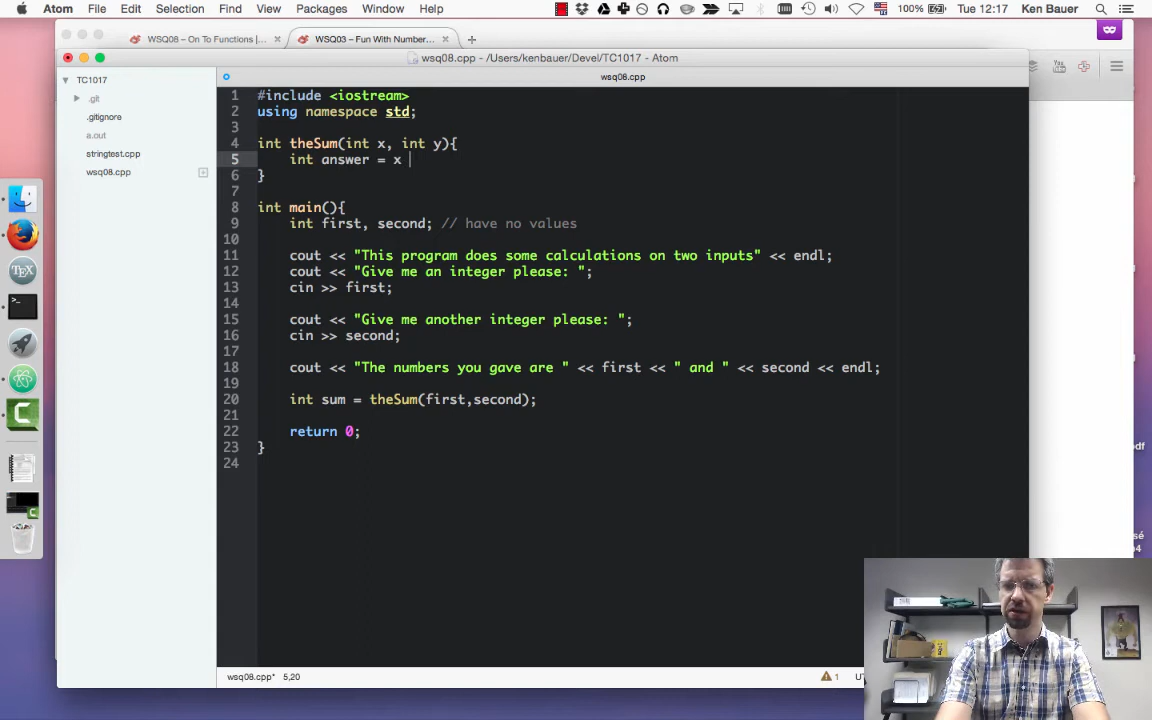 Atom File Edit View Selection Find Packages Window Help 100% Tue 12:17 Ken Bauer
WSQ08 – On To Functions |... WSQ03 – Fun With Number...
wsq08.cpp - /Users/kenbauer/Devel/TC1017 - Atom
TC1017
.git
.gitignore
a.out
stringtest.cpp
wsq08.cpp
wsq08.cpp
1 #include <iostream>
2 using namespace std;
3
4 int theSum(int x, int y){
5 int answer = x
6 }
7
8 int main(){
9 int first, second; // have no values
10
11 cout << "This program does some calculations on two inputs" << endl;
12 cout << "Give me an integer please: ";
13 cin >> first;
14
15 cout << "Give me another integer please: ";
16 cin >> second;
17
18 cout << "The numbers you gave are " << first << " and " << second << endl;
19
20 int sum = theSum(first,second);
21
22 return 0;
23 }
24
wsq08.cpp* 5,20 1